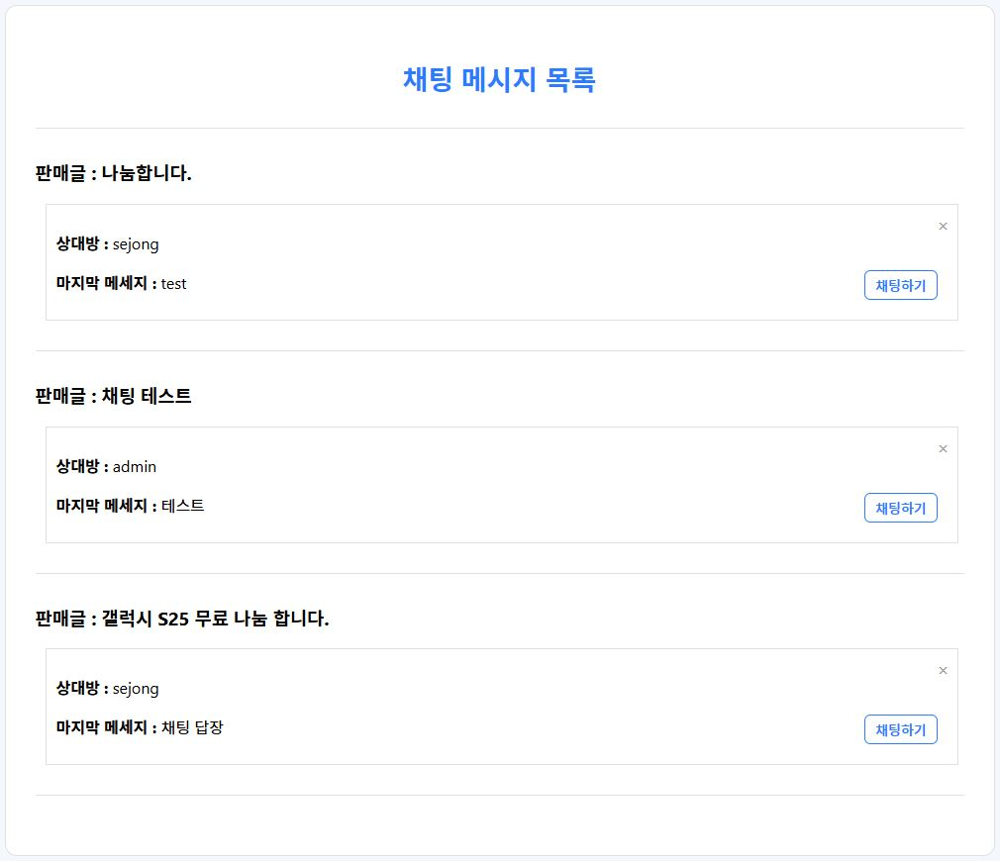 채팅 메시지 목록
판매글 : 나눔합니다.
×
상대방 : sejong
마지막 메세지 : test
채팅하기
판매글 : 채팅 테스트
×
상대방 : admin
마지막 메세지 : 테스트
채팅하기
판매글 : 갤럭시 S25 무료 나눔 합니다.
×
상대방 : sejong
마지막 메세지 : 채팅 답장
채팅하기